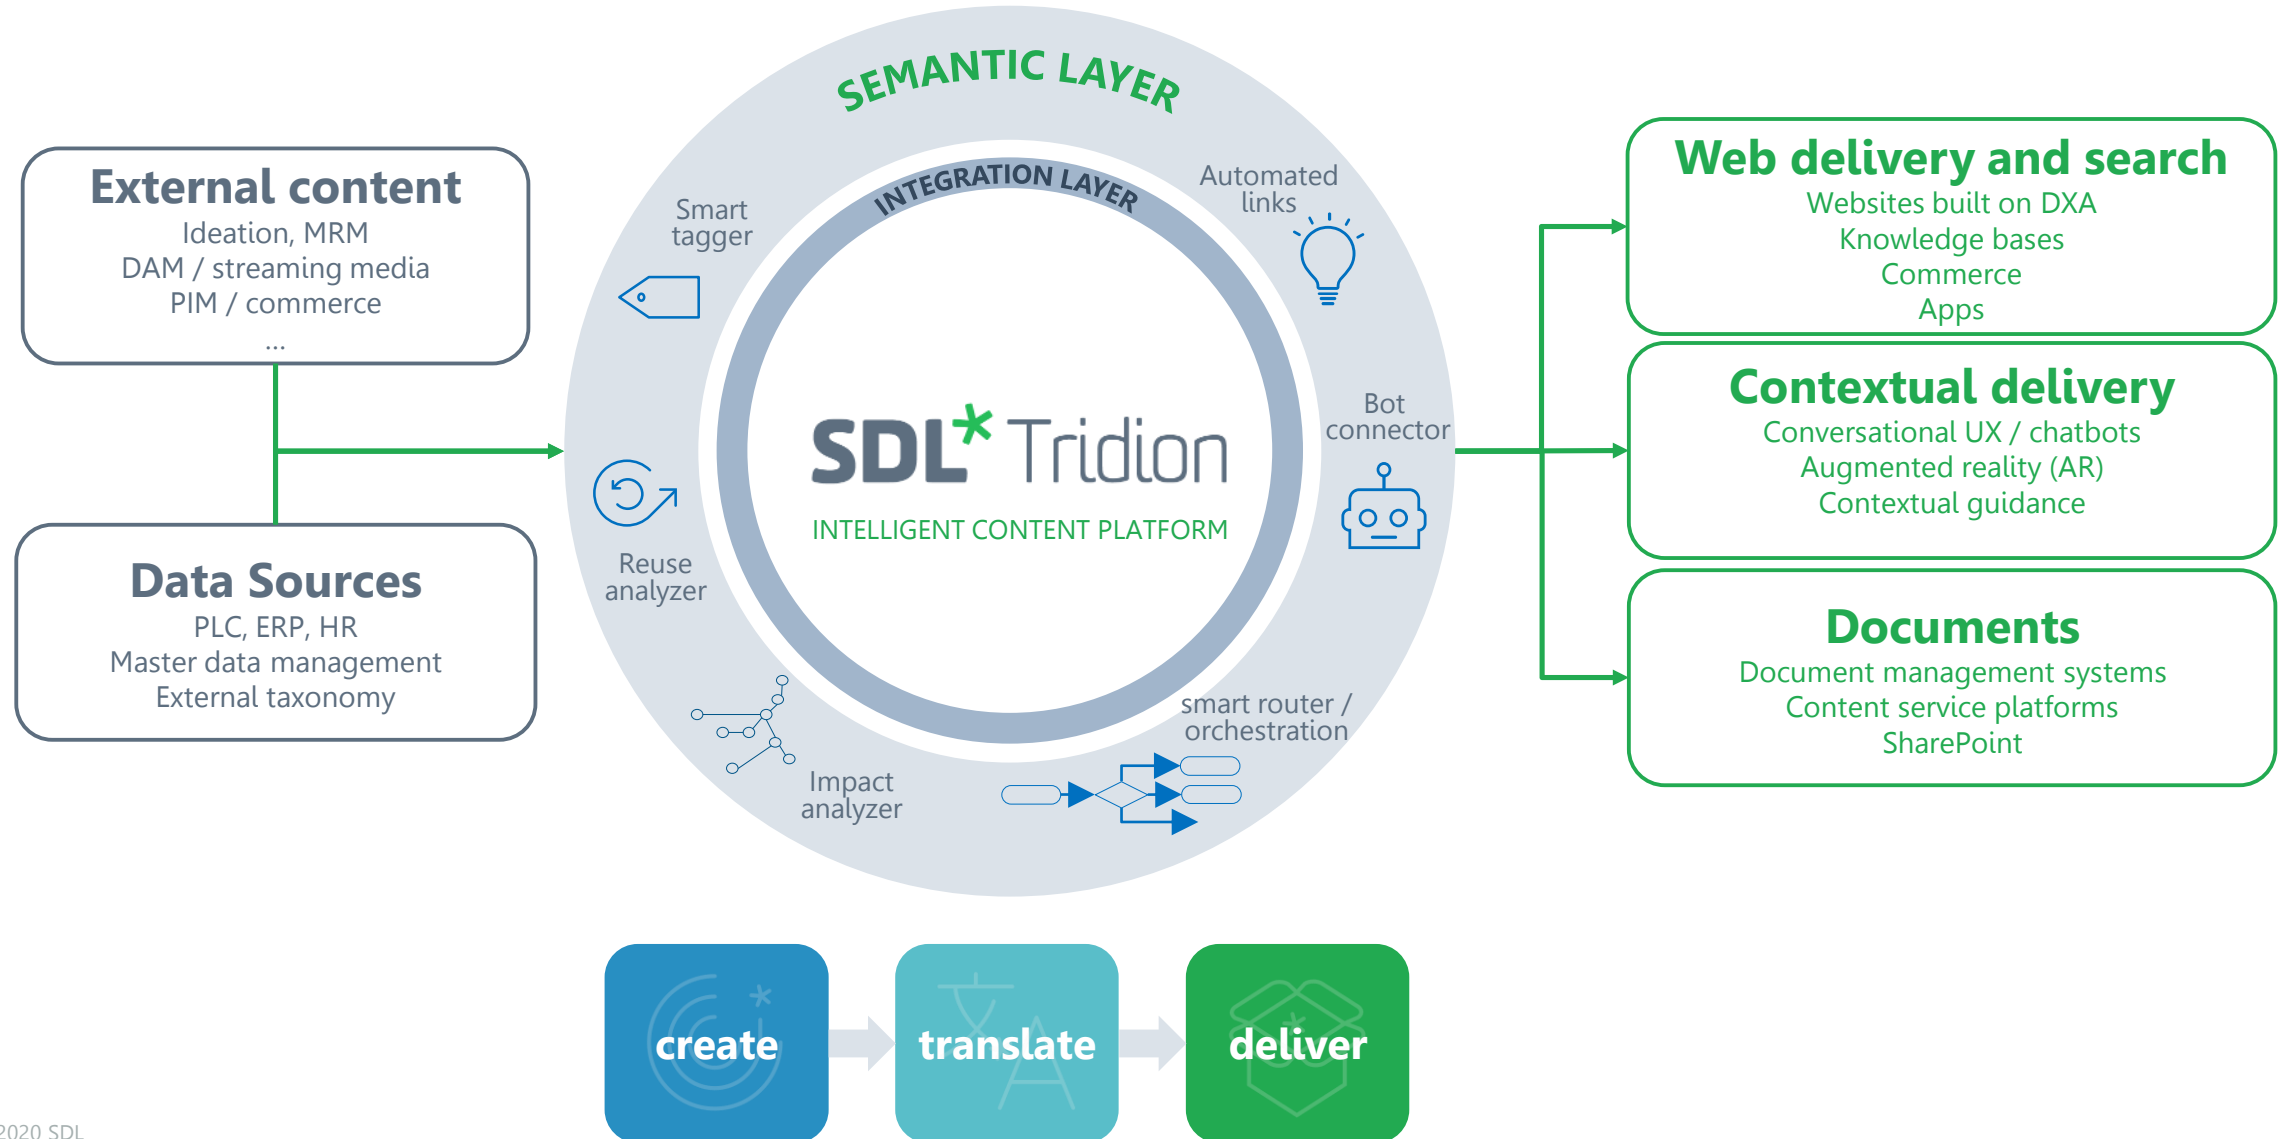 SEMANTIC LAYER
INTEGRATION LAYER
External content
Ideation, MRM
DAM / streaming media
PIM / commerce
...
Data Sources
PLC, ERP, HR
Master data management
External taxonomy
Smart
tagger
Automated
links
Reuse
analyzer
Bot
connector
Impact
analyzer
smart router /
orchestration
SDL* Tridion
INTELLIGENT CONTENT PLATFORM
Web delivery and search
Websites built on DXA
Knowledge bases
Commerce
Apps
Contextual delivery
Conversational UX / chatbots
Augmented reality (AR)
Contextual guidance
Documents
Document management systems
Content service platforms
SharePoint
create
translate
deliver
文A
2020 SDL